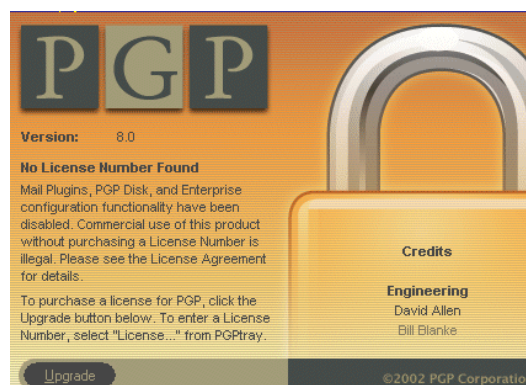 PGP
Version: 8.0
No License Number Found
Mail Plugins, PGP Disk, and Enterprise
configuration functionality have been
disabled. Commercial use of this product
without purchasing a License Number is
illegal. Please see the License Agreement
for details.
To purchase a license for PGP, click the
Upgrade button below. To enter a License
Number, select "License..." from PGPtray.
Upgrade
Credits
Engineering
David Allen
Bill Blanke
©2002 PGP Corporatio